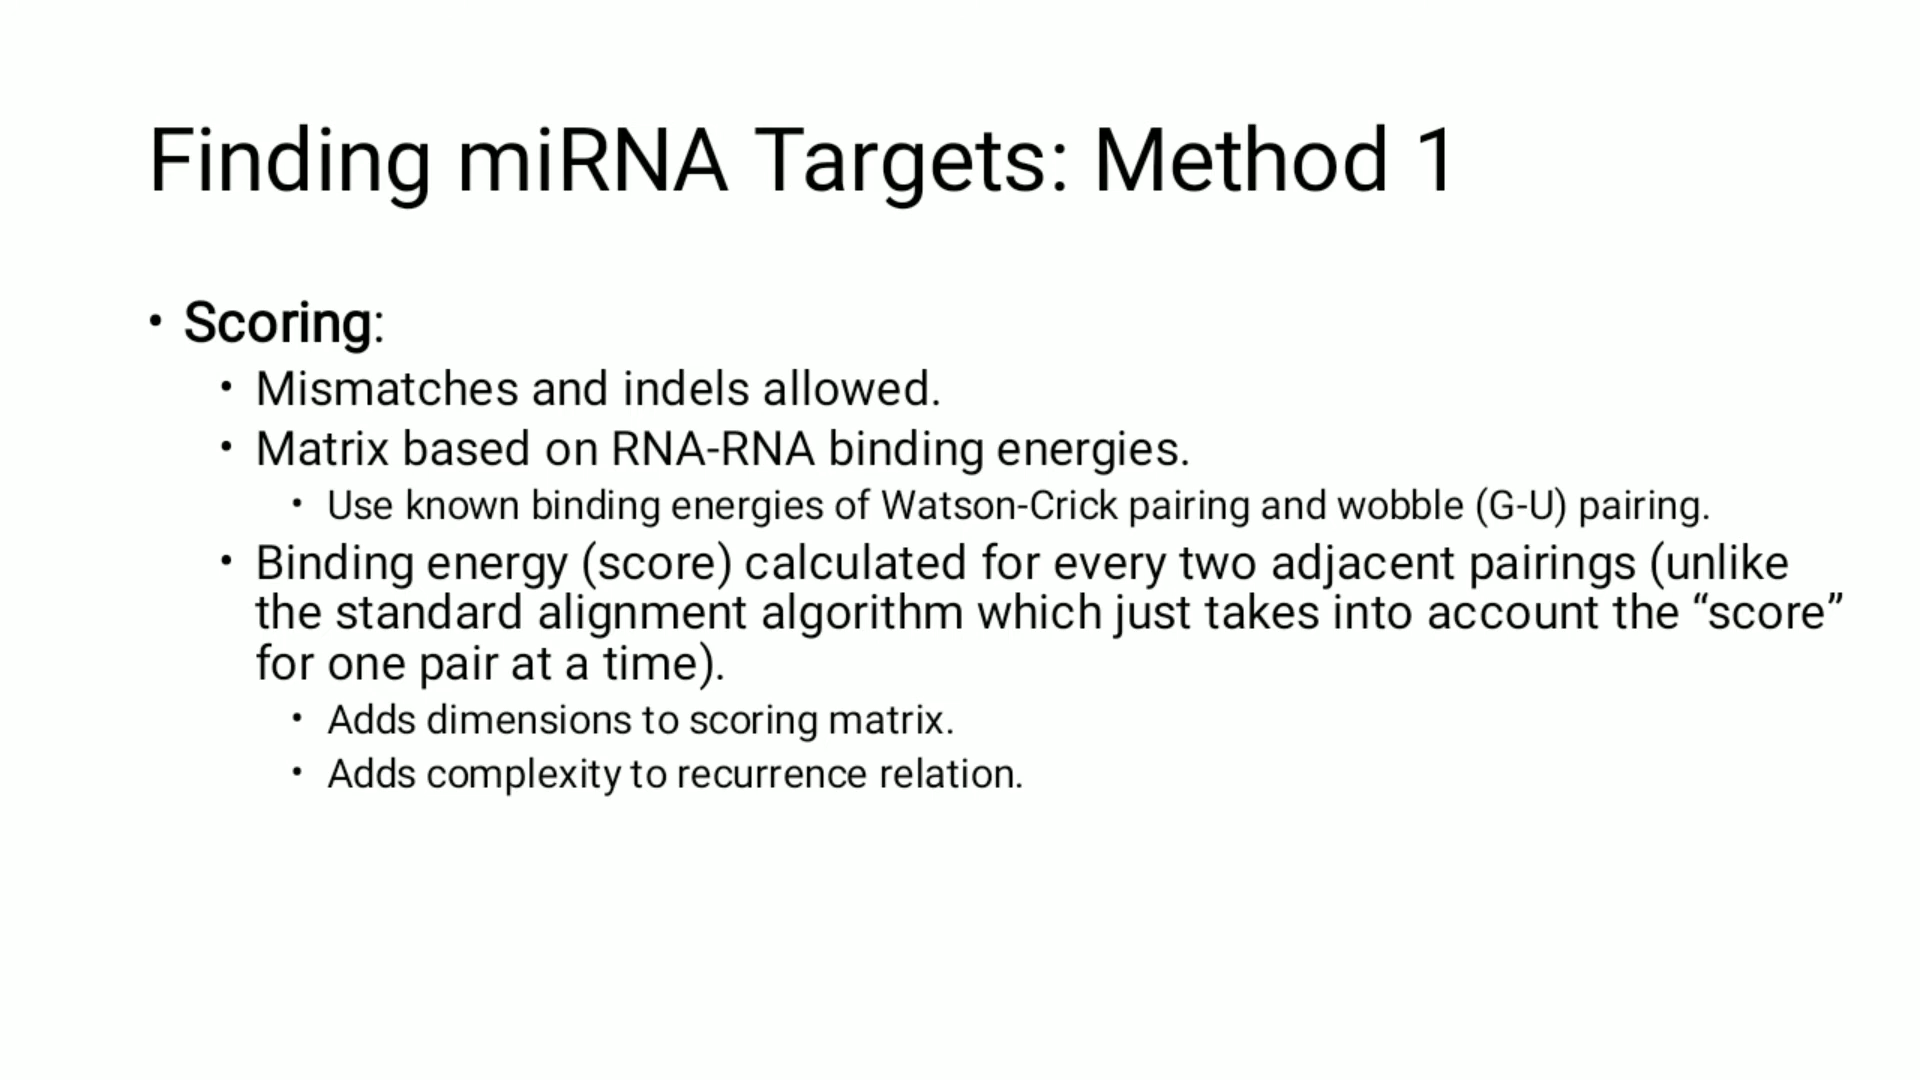 Finding miRNA Targets: Method 1
• Scoring:
• Mismatches and indels allowed.
• Matrix based on RNA-RNA binding energies.
• Use known binding energies of Watson-Crick pairing and wobble (G-U) pairing.
• Binding energy (score) calculated for every two adjacent pairings (unlike
the standard alignment algorithm which just takes into account the “score”
for one pair at a time).
• Adds dimensions to scoring matrix.
• Adds complexity to recurrence relation.